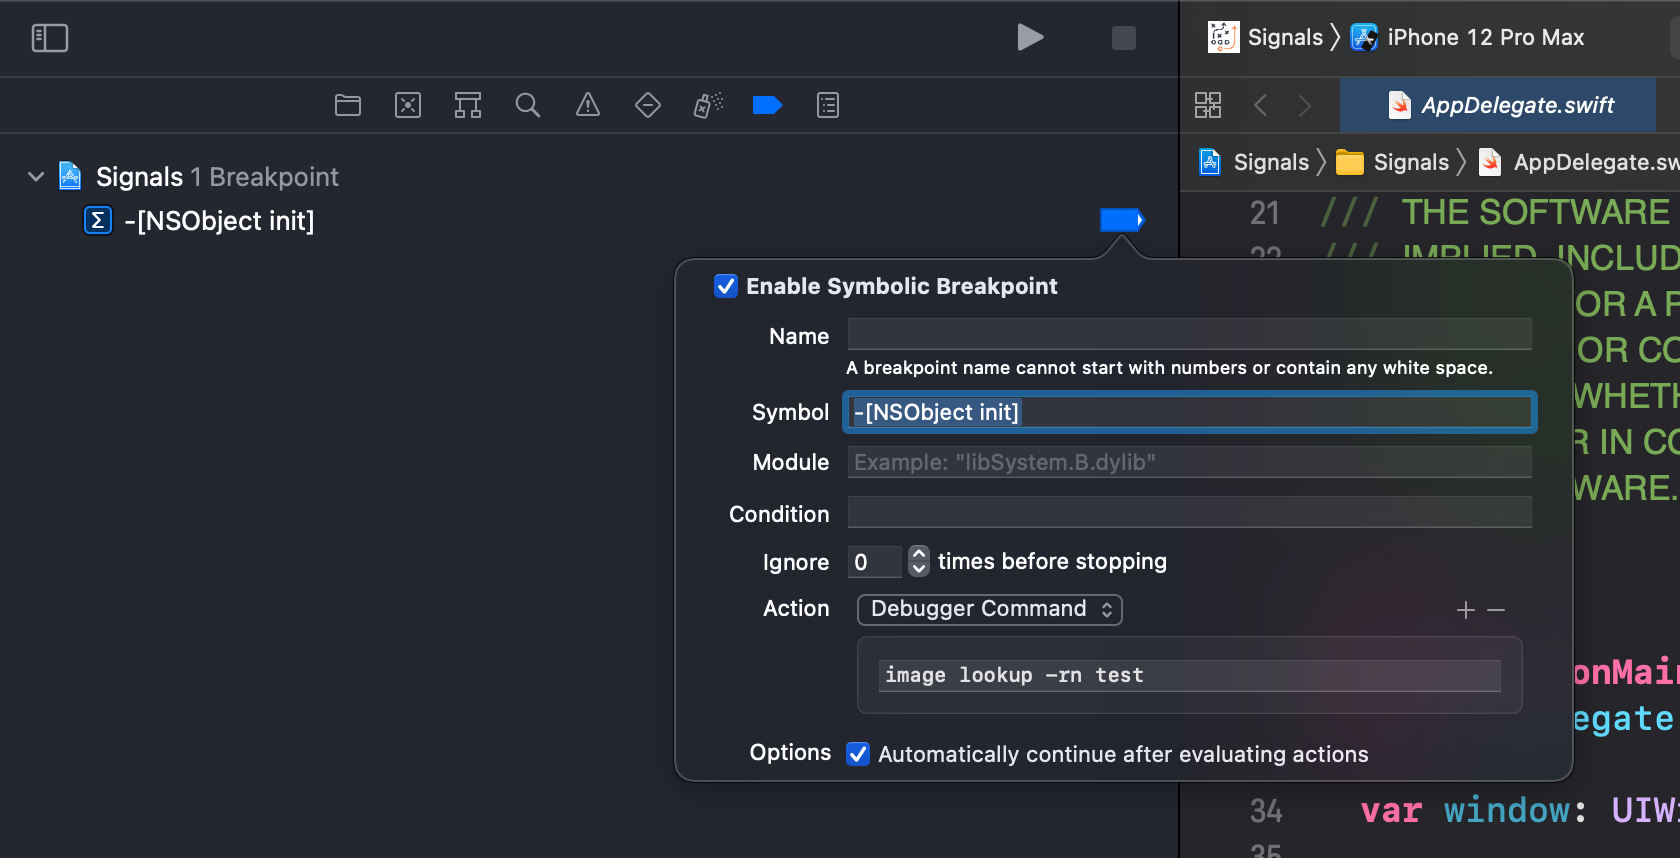 Signals 〉 iPhone 12 Pro Max
AppDelegate.swift
Signals 〉 Signals 〉 AppDelegate.sw
Signals 1 Breakpoint
Σ -[NSObject init]
21 /// THE SOFTWARE
22 /// IMPLIED, INCLUD
OR A P
OR CO
WHETH
R IN CO
WARE.
Enable Symbolic Breakpoint
Name
A breakpoint name cannot start with numbers or contain any white space.
Symbol -[NSObject init]
Module Example: "libSystem.B.dylib"
Condition
Ignore 0 times before stopping
Action Debugger Command
image lookup -rn test
Options Automatically continue after evaluating actions
onMain
egate
34 var window: UIWi
35